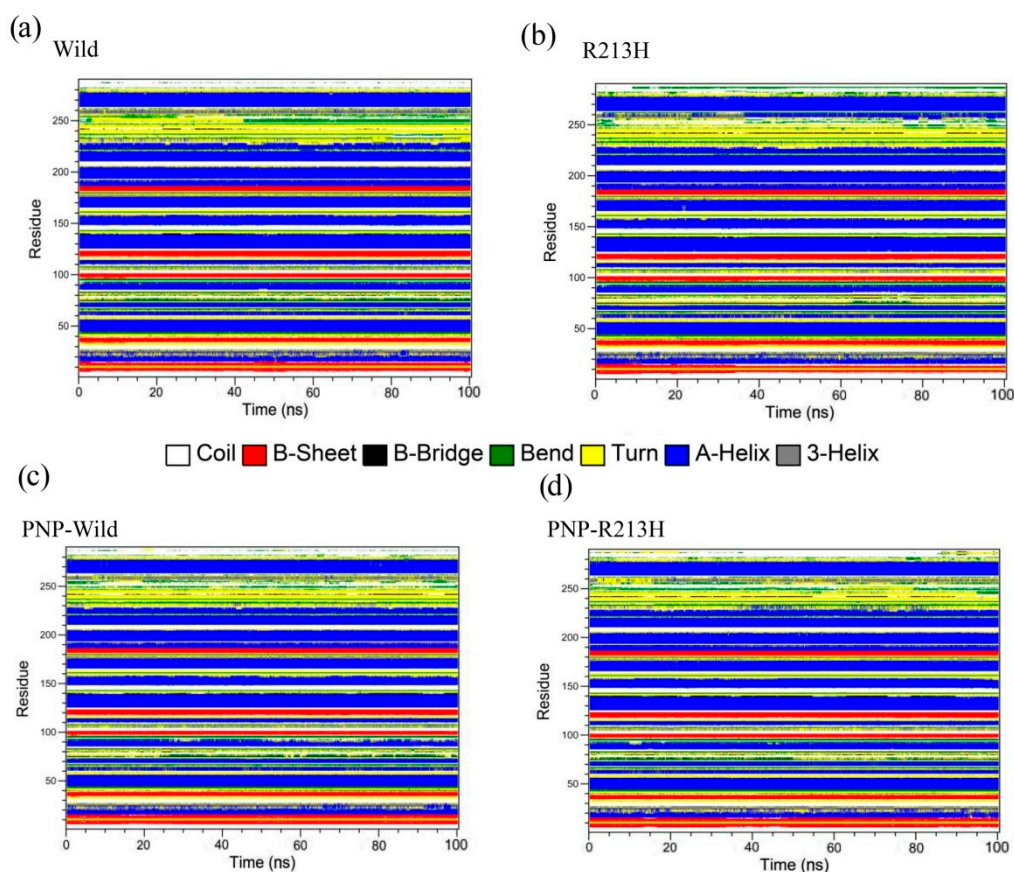 (a)
Wild
(b)
R213H
250
200
150
100
50
Residue
0 20 40 60 80 100
Time (ns)
250
200
150
100
50
Residue
0 20 40 60 80 100
Time (ns)
Coil B-Sheet B-Bridge Bend Turn A-Helix 3-Helix
(c)
PNP-Wild
(d)
PNP-R213H
250
200
150
100
50
Residue
0 20 40 60 80 100
Time (ns)
250
200
150
100
50
Residue
0 20 40 60 80 100
Time (ns)